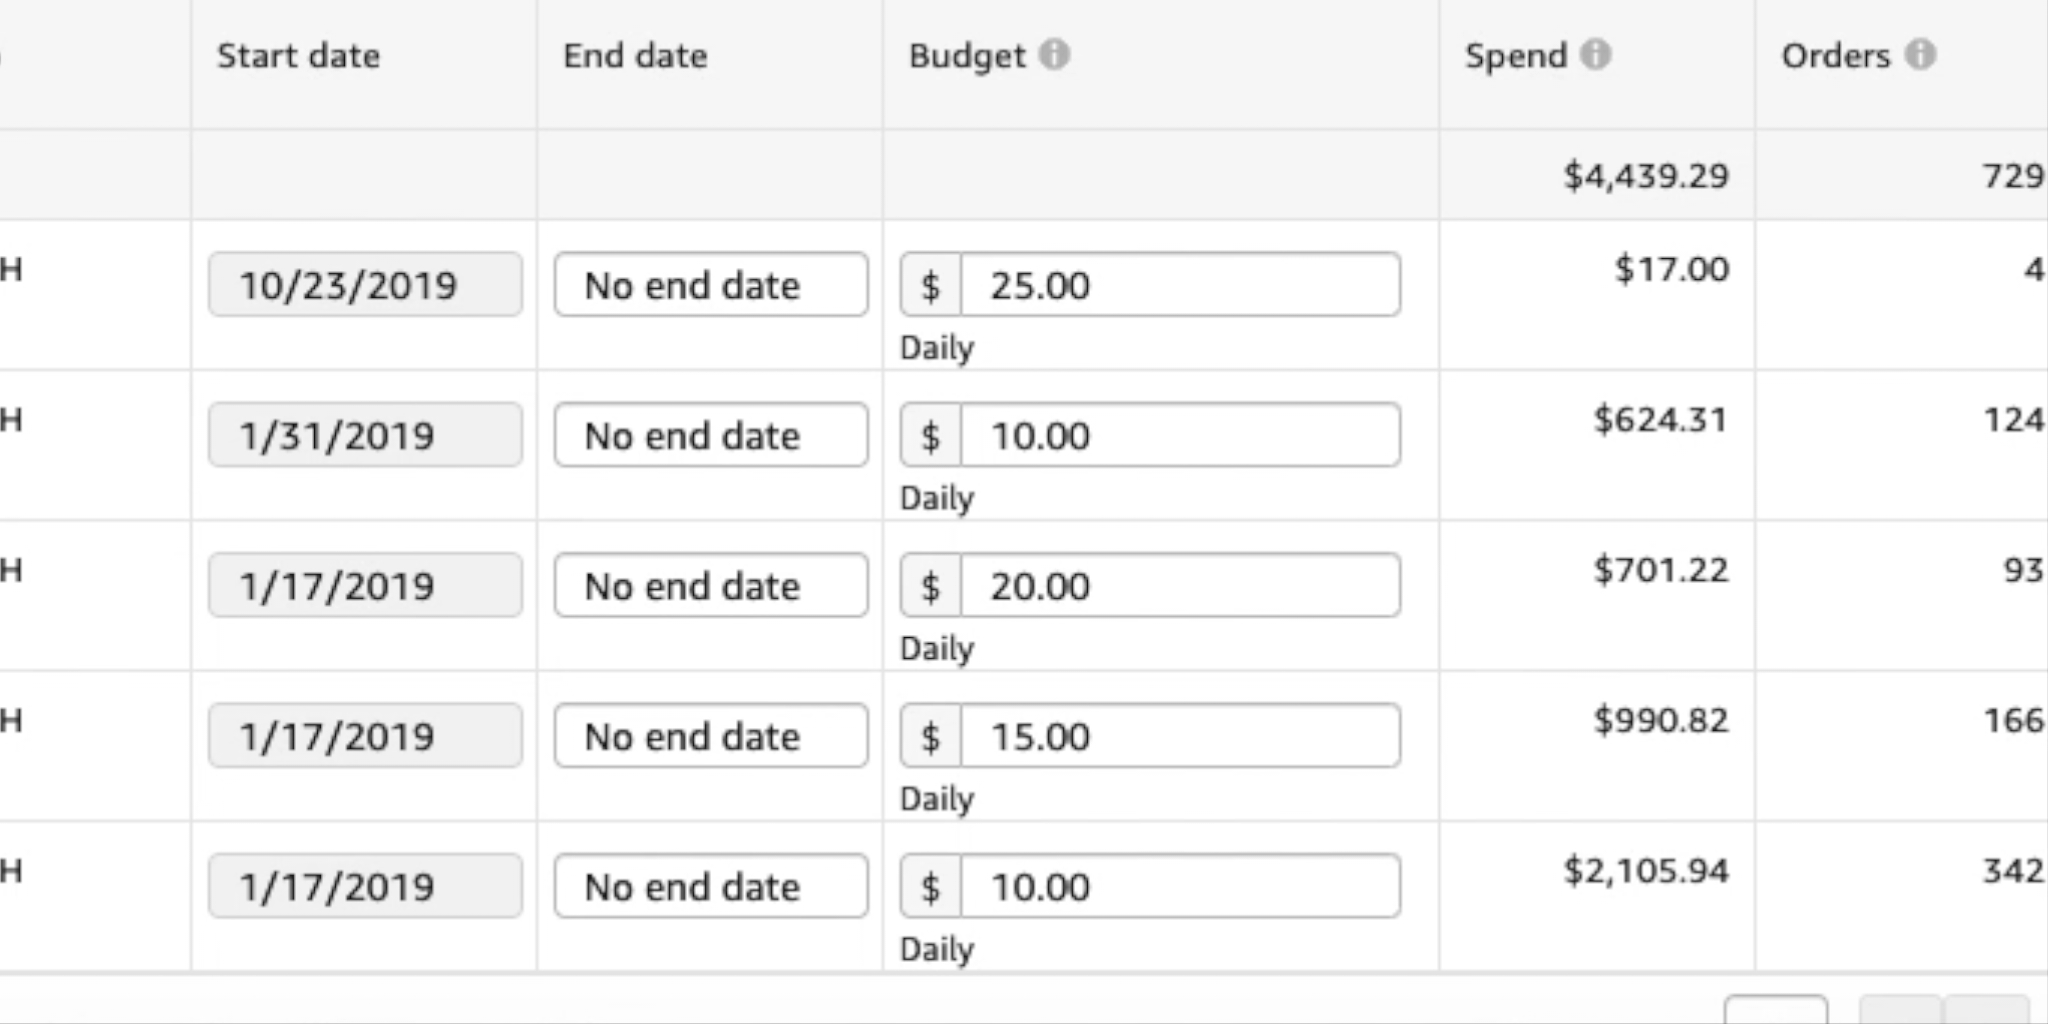 Start date End date Budget Spend Orders
$4,439.29 729
H 10/23/2019 No end date $ 25.00 $17.00 4
Daily
H 1/31/2019 No end date $ 10.00 $624.31 124
Daily
H 1/17/2019 No end date $ 20.00 $701.22 93
Daily
H 1/17/2019 No end date $ 15.00 $990.82 166
Daily
H 1/17/2019 No end date $ 10.00 $2,105.94 342
Daily